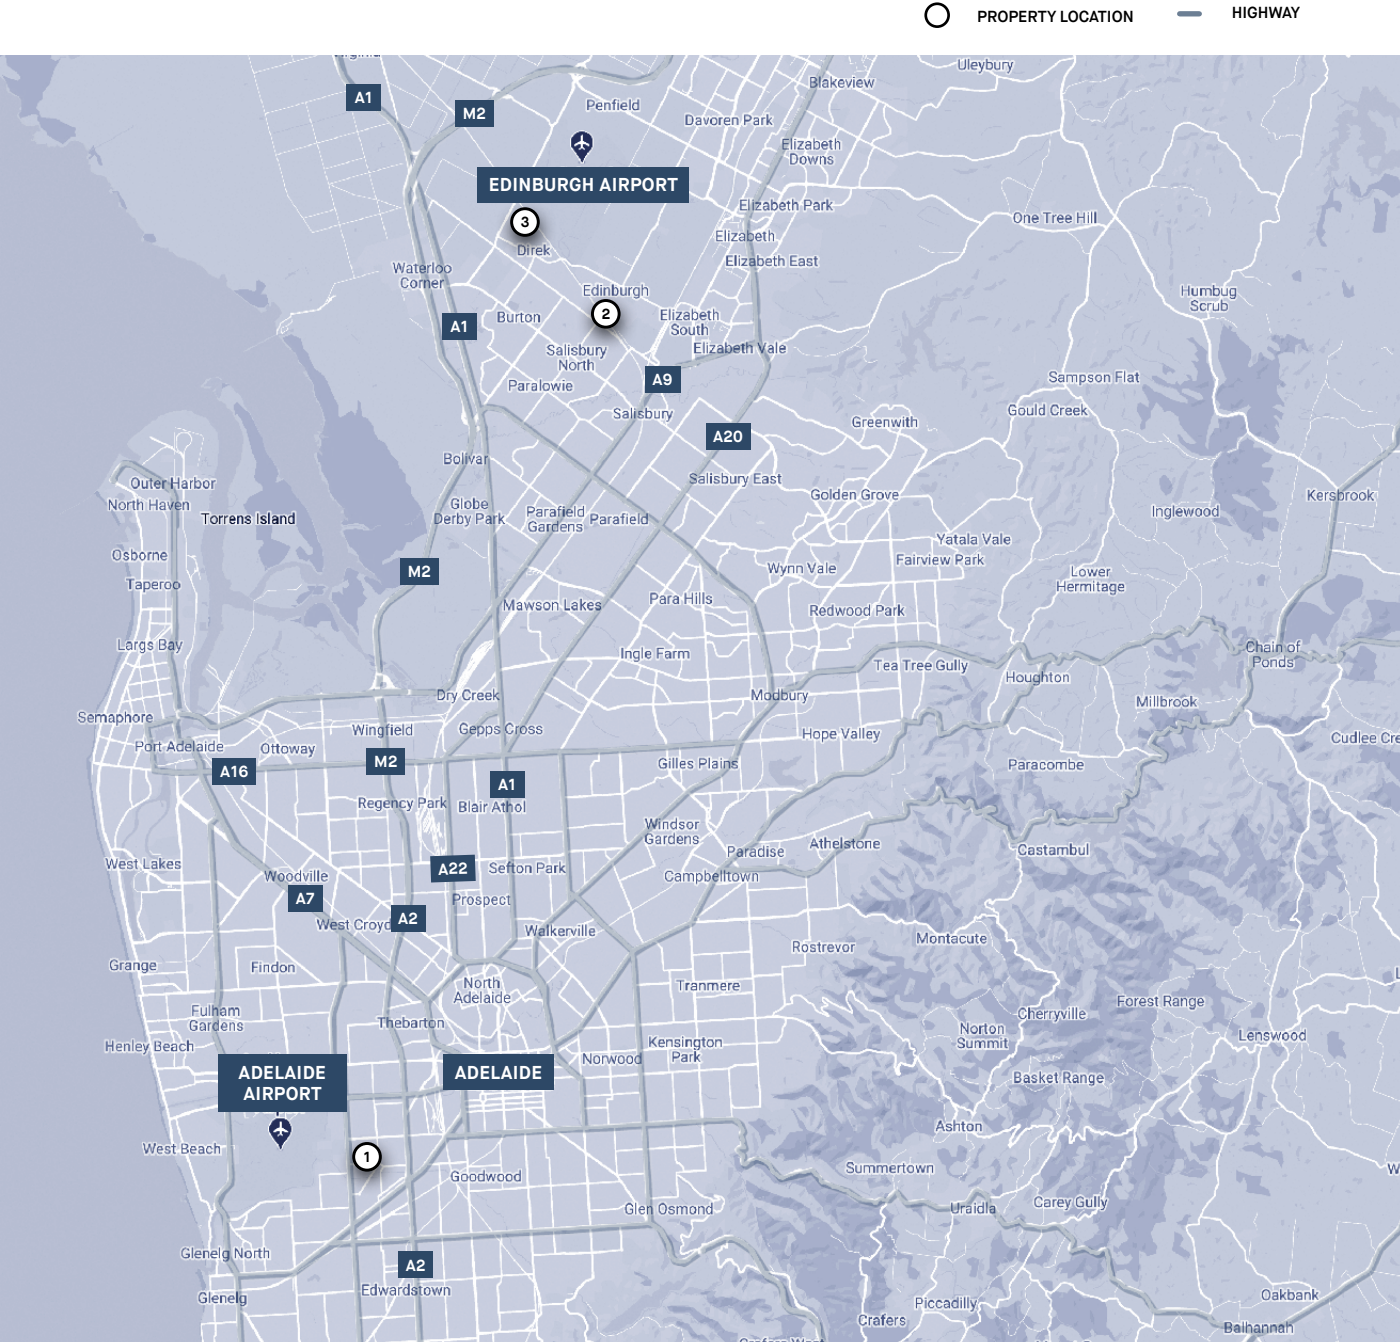 PROPERTY LOCATION
HIGHWAY
Virginia
Uleybury
Blakeview
A1
M2
Penfield
Davoren Park
Elizabeth
Downs
EDINBURGH AIRPORT
Elizabeth Park
3
One Tree Hill
Elizabeth
Direk
Elizabeth East
Waterloo
Corner
Edinburgh
Humbug
Scrub
2
Burton
A1
Elizabeth
South
Salisbury
North
Elizabeth Vale
A9
Paralowie
Sampson Flat
Salisbury
Gould Creek
Greenwith
A20
Bolivar
Salisbury East
Outer Harbor
North Haven
Golden Grove
Kersbrook
Globe
Derby Park
Parafield
Gardens
Parafield
Torrens Island
Inglewood
Yatala Vale
Osborne
Fairview Park
M2
Wynn Vale
Taperoo
Lower
Hermitage
Mawson Lakes
Para Hills
Redwood Park
Largs Bay
Ingle Farm
Tea Tree Gully
Chain of
Ponds
Houghton
Dry Creek
Modbury
Millbrook
Semaphore
Wingfield
Gepps Cross
Hope Valley
Port Adelaide
Ottoway
Cudlee Cre
A16
M2
Gilles Plains
Paracombe
A1
Regency Park
Blair Athol
Windsor
Gardens
Athelstone
Paradise
Castambul
West Lakes
A22
Sefton Park
Woodville
Campbelltown
A7
Prospect
West Croyd
A2
Walkerville
Montacute
Rostrevor
Grange
Findon
North
Adelaide
Tranmere
Forest Range
Fulham
Gardens
Thebarton
Cherryville
Norton
Summit
Lenswood
Henley Beach
Kensington
Park
Norwood
ADELAIDE
AIRPORT
ADELAIDE
Basket Range
Ashton
West Beach
1
Goodwood
Summertown
W
Carey Gully
Glen Osmond
Uraidla
Glenelg North
A2
Edwardstown
Glenelg
Piccadilly
Oakbank
Crafers
Balhannah
Crafers West